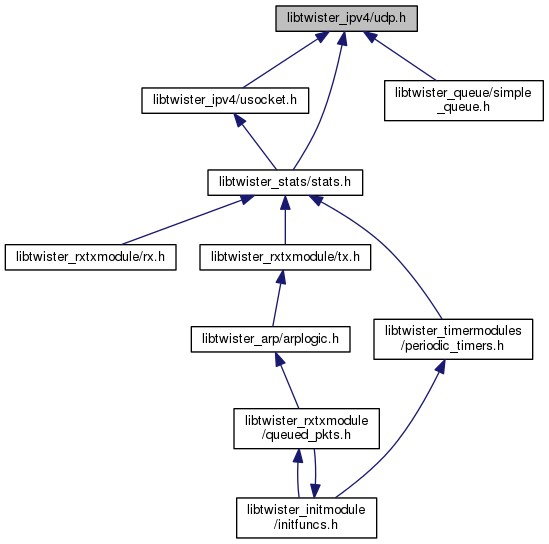 libtwister_ipv4/udp.h
libtwister_ipv4/usocket.h
libtwister_queue/simple
_queue.h
libtwister_stats/stats.h
libtwister_rxtxmodule/rx.h
libtwister_rxtxmodule/tx.h
libtwister_arp/arplogic.h
libtwister_timermodules
/periodic_timers.h
libtwister_rxtxmodule
/queued_pkts.h
libtwister_initmodule
/initfuncs.h